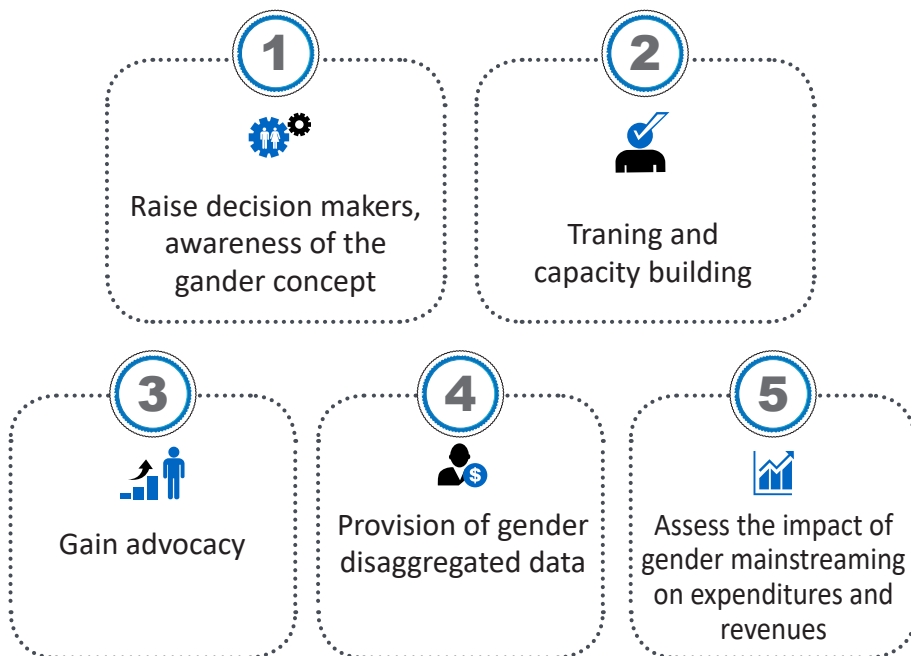 1
Raise decision makers,
awareness of the
gander concept
2
Traning and
capacity building
3
Gain advocacy
4
$
Provision of gender
disaggregated data
5
Assess the impact of
gender mainstreaming
on expenditures and
revenues